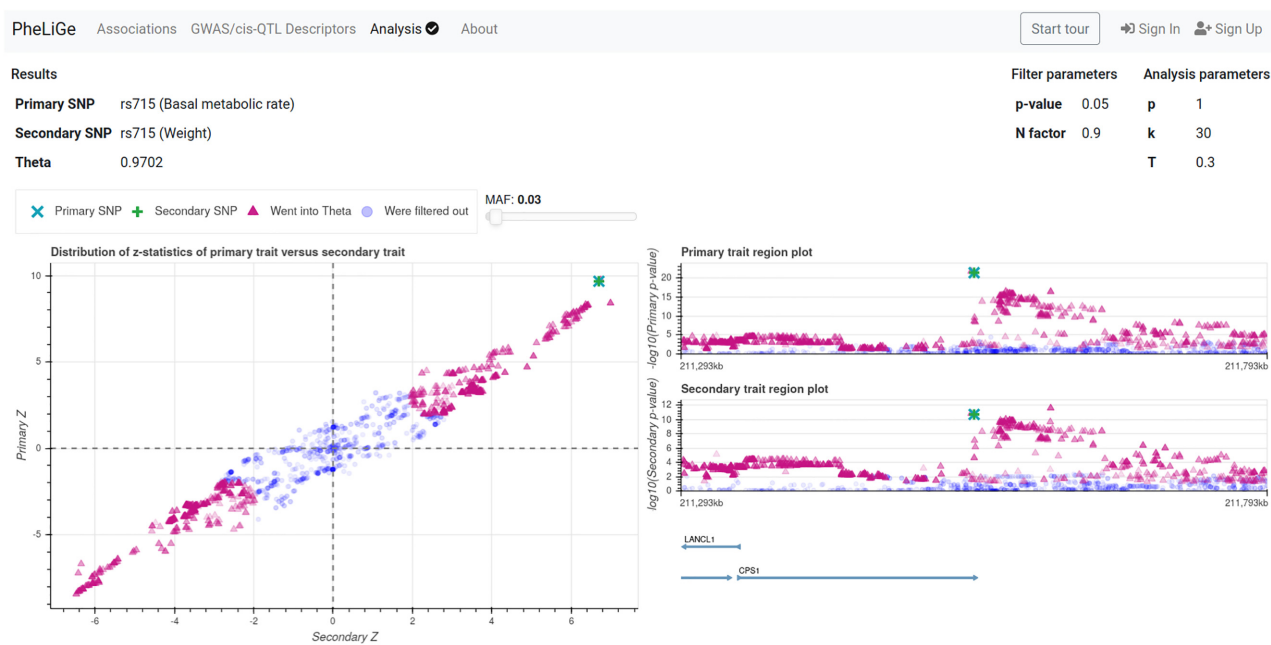 PheLiGe Associations GWAS/cis-QTL Descriptors Analysis About Start tour Sign In Sign Up
Results Filter parameters Analysis parameters
Primary SNP rs715 (Basal metabolic rate) p-value 0.05 p 1
Secondary SNP rs715 (Weight) N factor 0.9 k 30
Theta 0.9702 T 0.3
Primary SNP Secondary SNP Went into Theta Were filtered out
MAF: 0.03
Distribution of z-statistics of primary trait versus secondary trait
10
5
0
-5
Primary Z
-6 -4 -2 0 2 4 6
Secondary Z
Primary trait region plot
-log10(Primary p-value)
20
15
10
5
0
211,293kb 211,793kb
Secondary trait region plot
log10(Secondary p-value)
12
10
8
6
4
2
0
211,293kb 211,793kb
LANCL1
CPS1